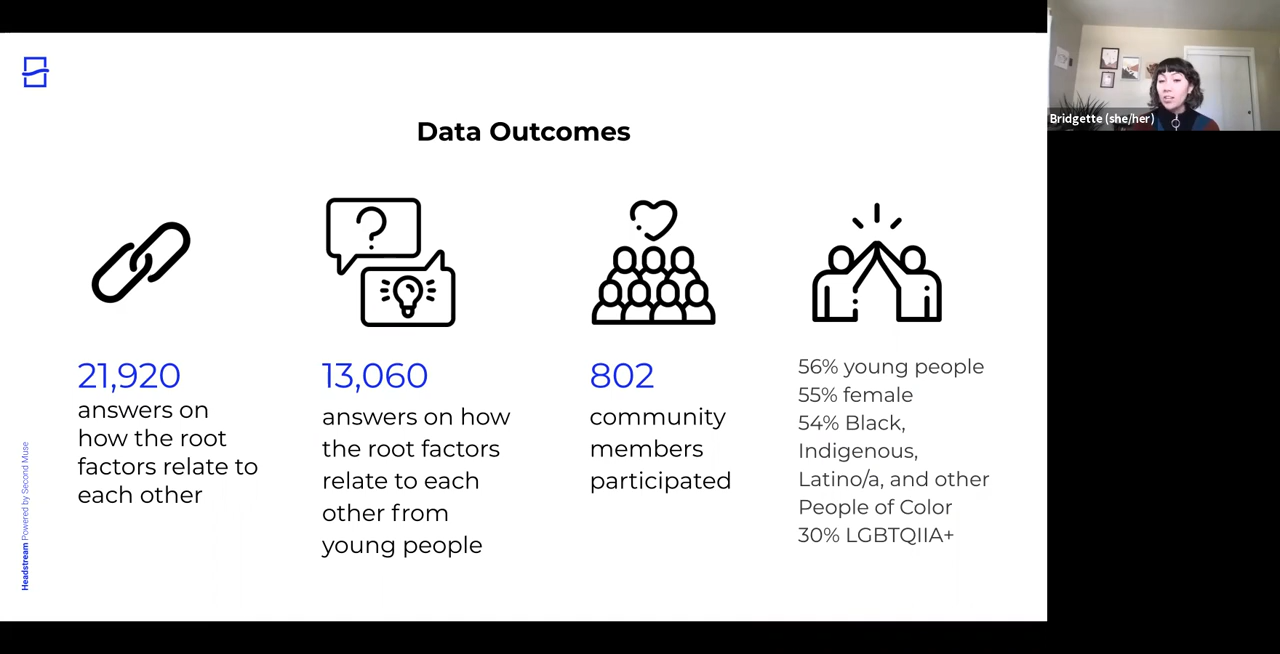 Data Outcomes
21,920
answers on
how the root
factors relate to
each other
13,060
answers on how
the root factors
relate to each
other from
young people
802
community
members
participated
56% young people
55% female
54% Black,
Indigenous,
Latino/a, and other
People of Color
30% LGBTQIIA+
Headstream Powered by Second Muse
Bridgette (she/her)